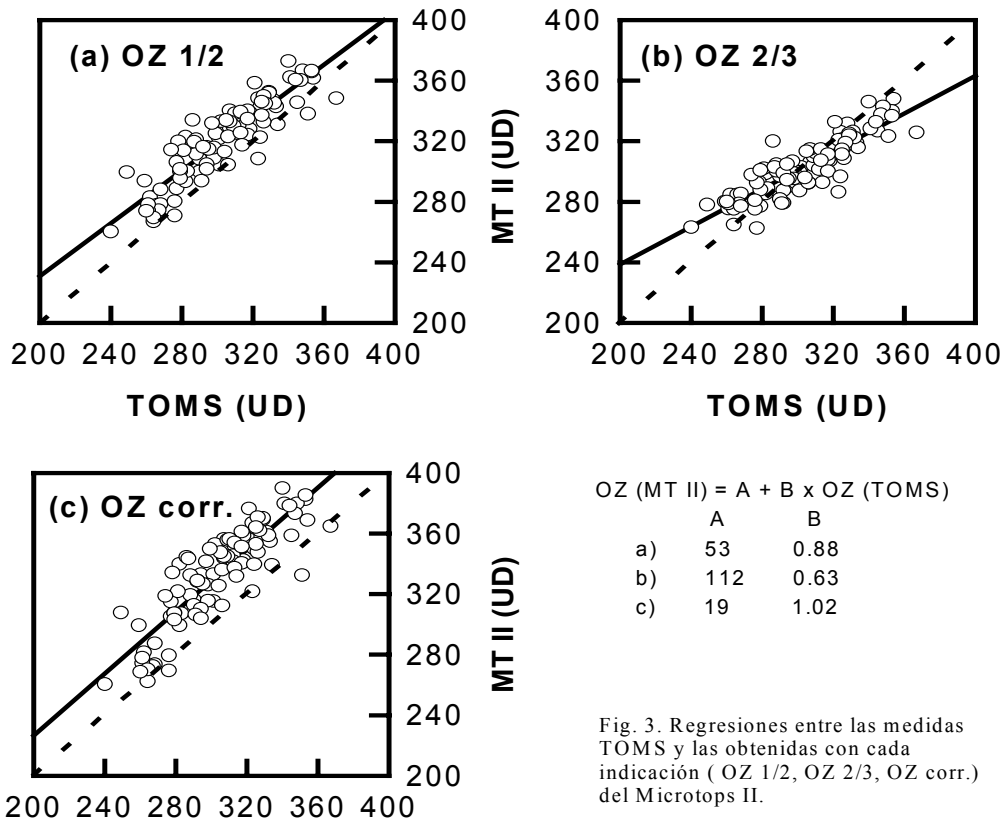 (a) OZ 1/2
400
360
320
280
240
200
200 240 280 320 360 400
TOMS (UD)
MT II (UD)
(b) OZ 2/3
400
360
320
280
240
200
200 240 280 320 360 400
TOMS (UD)
(c) OZ corr.
400
360
320
280
240
200
200 240 280 320 360 400
MT II (UD)
OZ (MT II) = A + B x OZ (TOMS)
A B
a) 53 0.88
b) 112 0.63
c) 19 1.02
Fig. 3. Regresiones entre las medidas
TOMS y las obtenidas con cada
indicación ( OZ 1/2, OZ 2/3, OZ corr.)
del Microtops II.